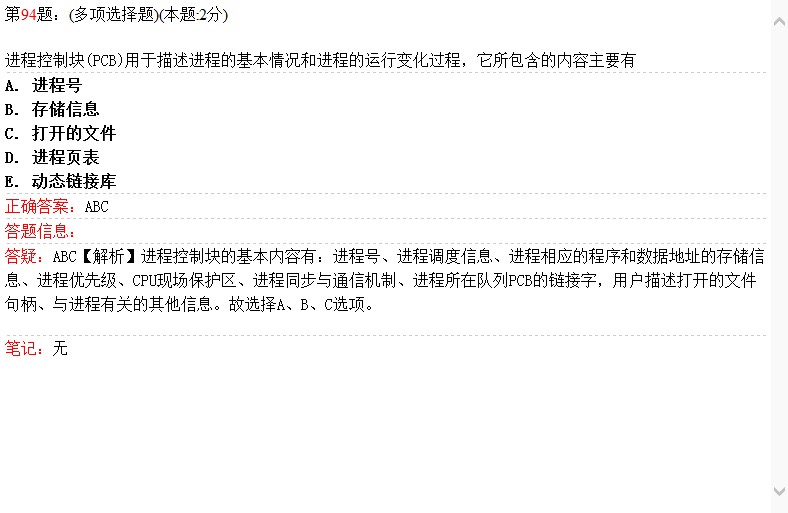 第94题：(多项选择题)(本题:2分)
进程控制块(PCB)用于描述进程的基本情况和进程的运行变化过程，它所包含的内容主要有
A. 进程号
B. 存储信息
C. 打开的文件
D. 进程页表
E. 动态链接库
正确答案：ABC
答题信息：
答疑：ABC【解析】进程控制块的基本内容有：进程号、进程调度信息、进程相应的程序和数据地址的存储信
息、进程优先级、CPU现场保护区、进程同步与通信机制、进程所在队列PCB的链接字，用户描述打开的文件
句柄、与进程有关的其他信息。故选择A、B、C选项。
笔记：无